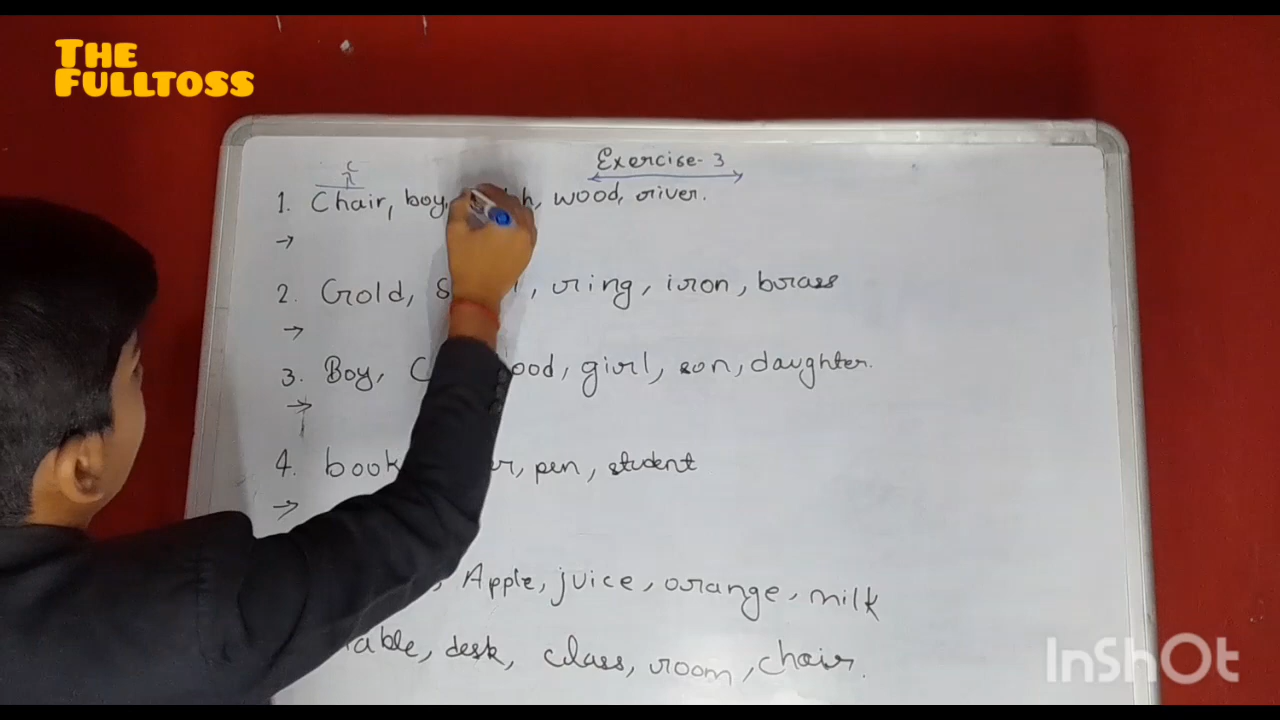 THE
FULLTOSS
Exercise-3
1. Chair, boy, wood, river.
→
2. Gold, ring, iron, brass
→
3. Boy, girl, son, daughter.
→
4. book pen, student
→
Apple, juice, orange, milk
desk, class, room, chair.
InShOt